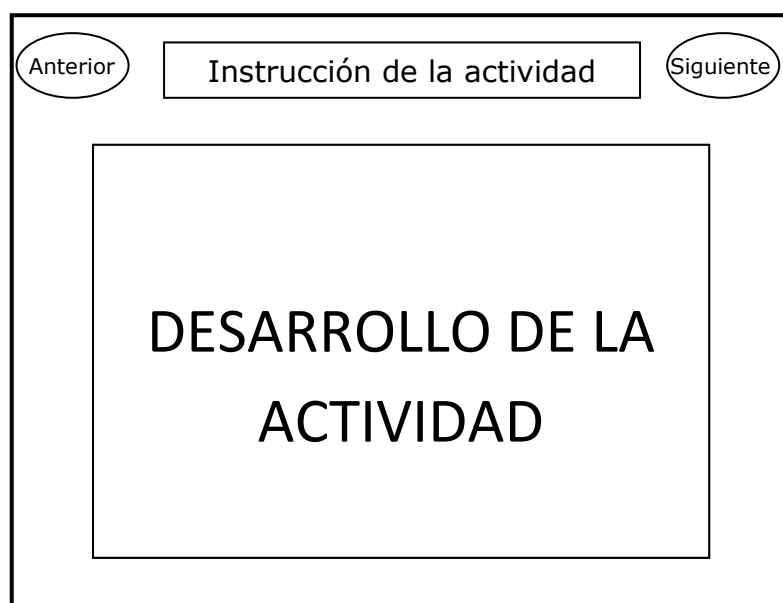 Anterior
Instrucción de la actividad
Siguiente
DESARROLLO DE LA
ACTIVIDAD